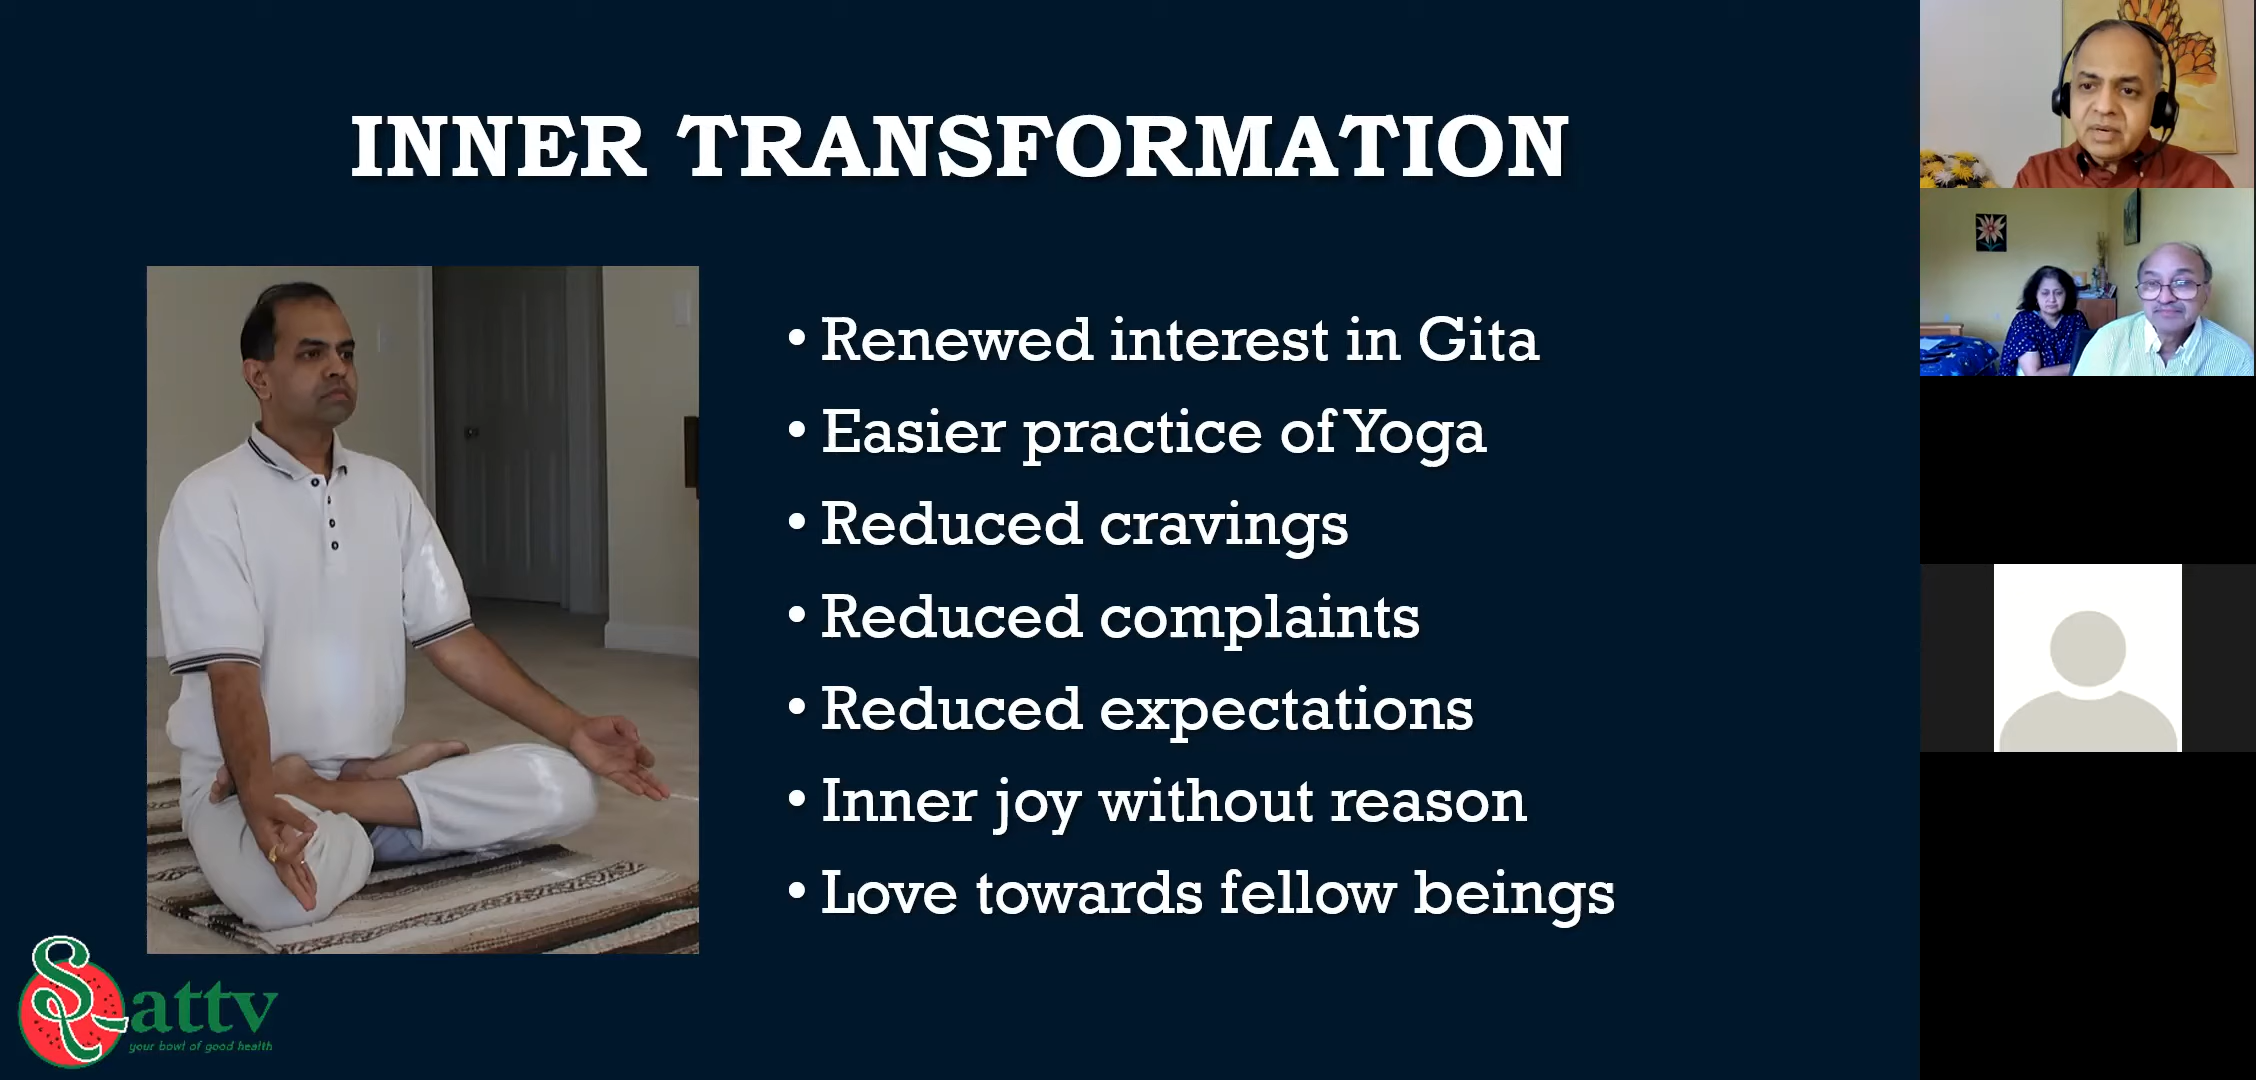 INNER TRANSFORMATION
• Renewed interest in Gita
• Easier practice of Yoga
• Reduced cravings
• Reduced complaints
• Reduced expectations
• Inner joy without reason
• Love towards fellow beings
Sattv
your bowl of good health